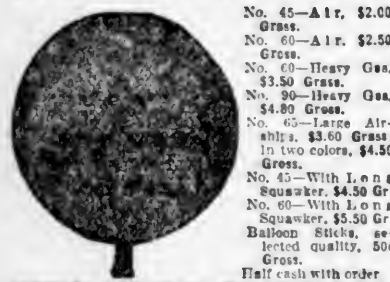 No. 45—Air, $2.00
Gross.
No. 60—Air, $2.50
Gross.
No. 60—Heavy Gas,
$3.50 Gross.
No. 90—Heavy Gas,
$4.80 Gross.
No. 65—Large Air-
ships, $3.60 Gross
in two colors, $4.50
Gross.
No. 45—With Long
Squawker, $4.50 Gr
No. 60—With Long
Squawker, $5.50 Gr
Balloon Sticks, se-
lected quality, 50c
Gross.
Half cash with order